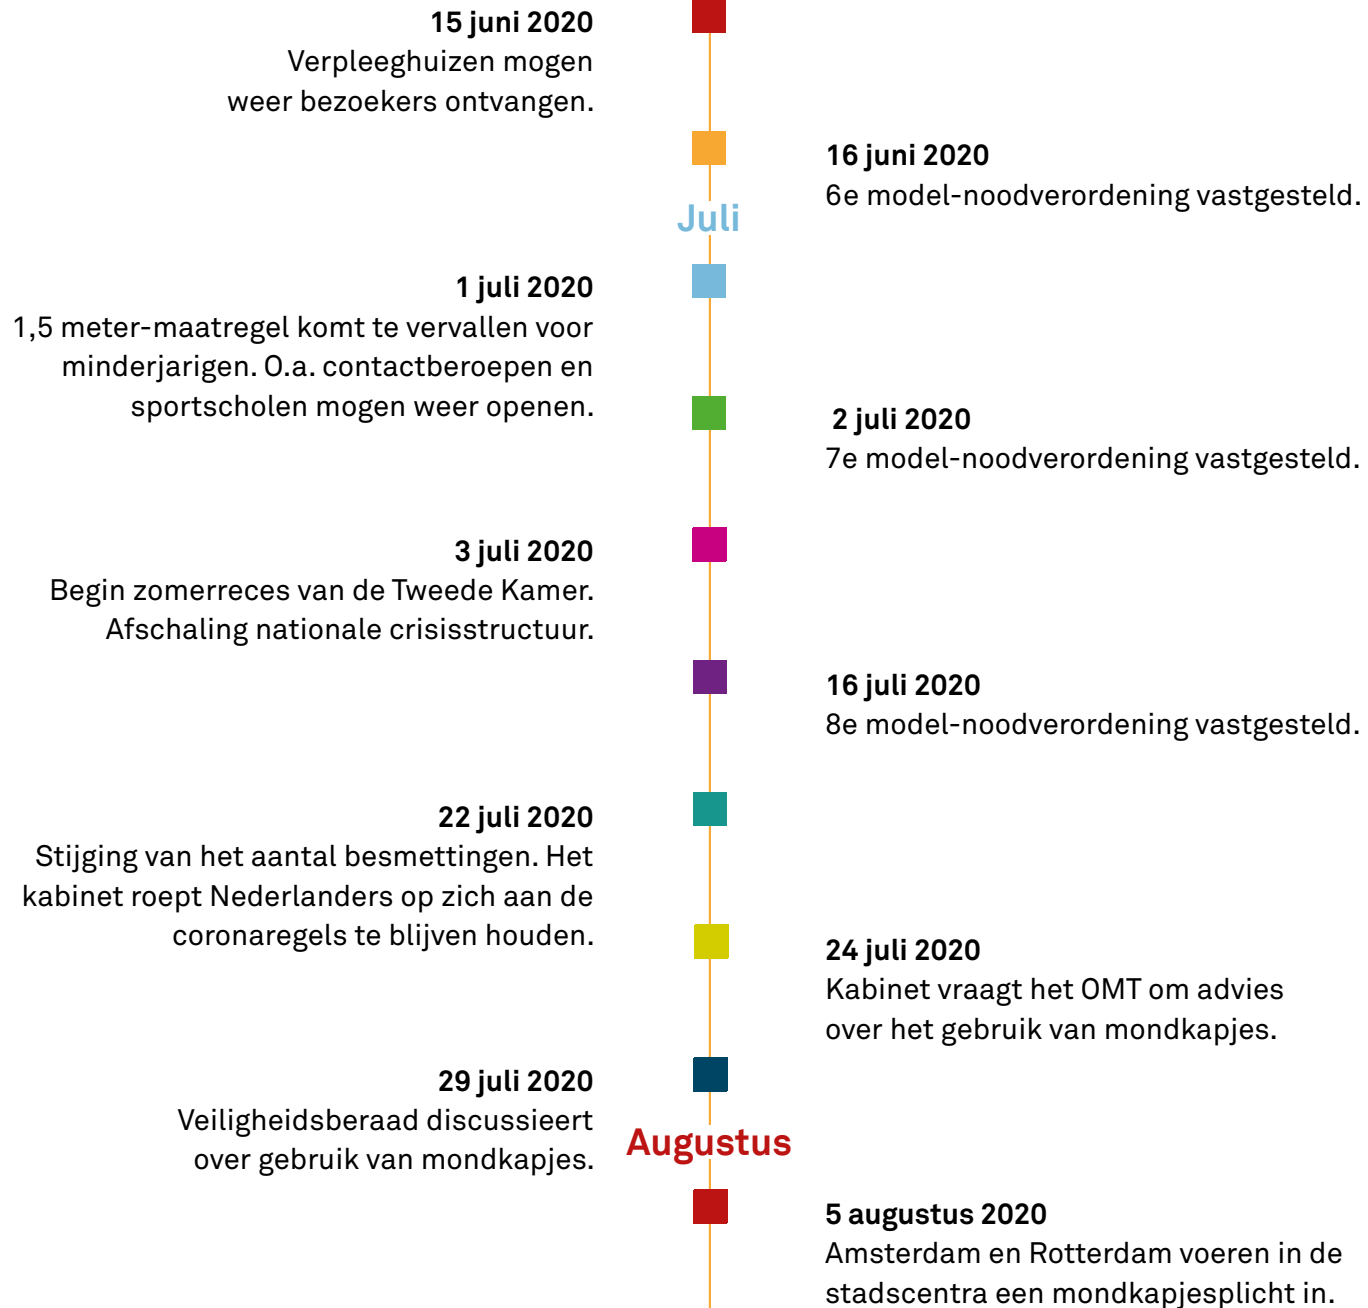 15 juni 2020
Verpleeghuizen mogen
weer bezoekers ontvangen.
16 juni 2020
6e model-noodverordening vastgesteld.
Juli
1 juli 2020
1,5 meter-maatregel komt te vervallen voor
minderjarigen. O.a. contactberoepen en
sportscholen mogen weer openen.
2 juli 2020
7e model-noodverordening vastgesteld.
3 juli 2020
Begin zomerreces van de Tweede Kamer.
Afschaling nationale crisisstructuur.
16 juli 2020
8e model-noodverordening vastgesteld.
22 juli 2020
Stijging van het aantal besmettingen. Het
kabinet roept Nederlanders op zich aan de
coronaregels te blijven houden.
24 juli 2020
Kabinet vraagt het OMT om advies
over het gebruik van mondkapjes.
29 juli 2020
Veiligheidsberaad discussieert
over gebruik van mondkapjes.
Augustus
5 augustus 2020
Amsterdam en Rotterdam voeren in de
stadscentra een mondkapjesplicht in.